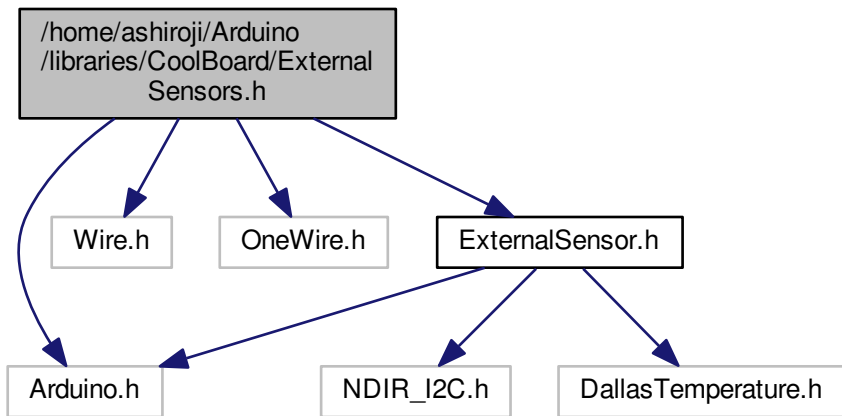 /home/ashiroji/Arduino
/libraries/CoolBoard/External
Sensors.h
Wire.h
OneWire.h
ExternalSensor.h
Arduino.h
NDIR_I2C.h
DallasTemperature.h